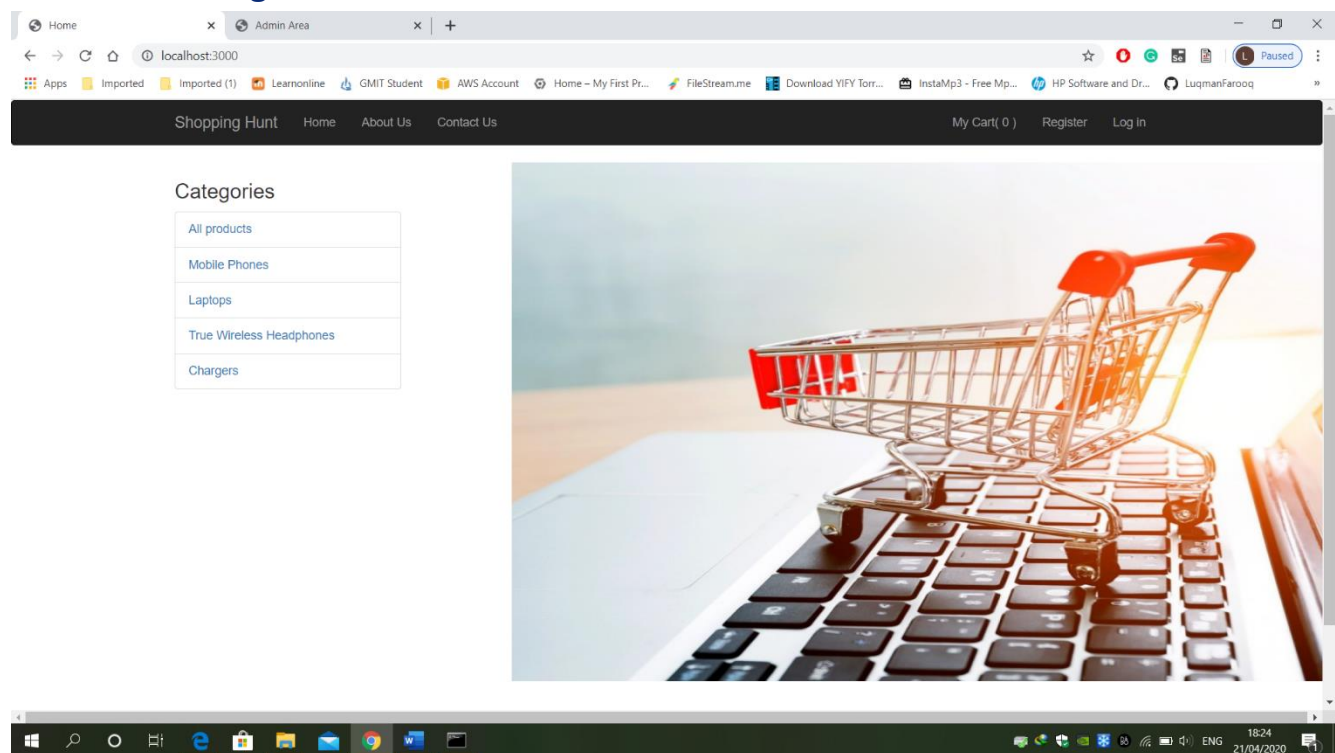 Home
Admin Area
localhost:3000
Paused
Apps Imported Imported (1) Learnonline GMIT Student AWS Account Home – My First Pr... FileStream.me Download YIFY Torr... InstaMp3 - Free Mp... HP Software and Dr... LuqmanFarooq
Shopping Hunt Home About Us Contact Us My Cart( 0 ) Register Log in
Categories
All products
Mobile Phones
Laptops
True Wireless Headphones
Chargers
ENG
18:24
21/04/2020